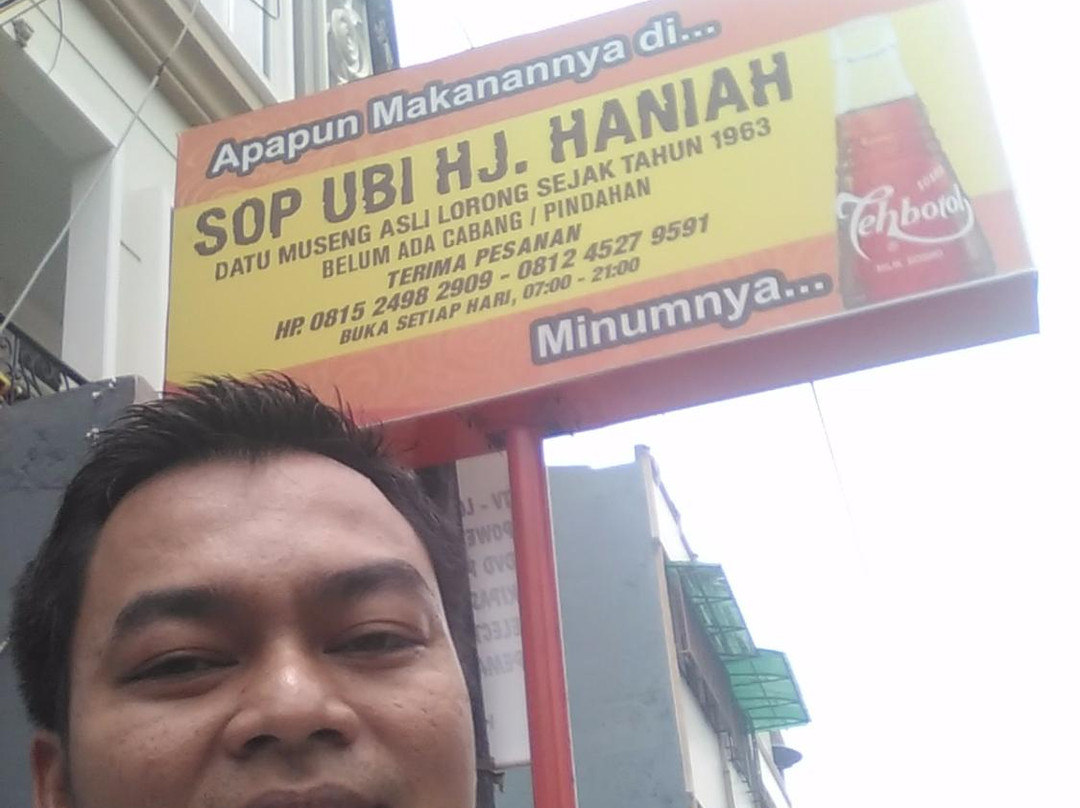 Apapun Makanannya di...
SOP UBI HJ. HANIAH
DATU MUSENG ASLI LORONG SEJAK TAHUN 1963
BELUM ADA CABANG / PINDAHAN
TERIMA PESANAN
HP. 0815 2498 2909 - 0812 4527 9591
BUKA SETIAP HARI, 07:00 - 21:00
Minumnya...
Tehbotol